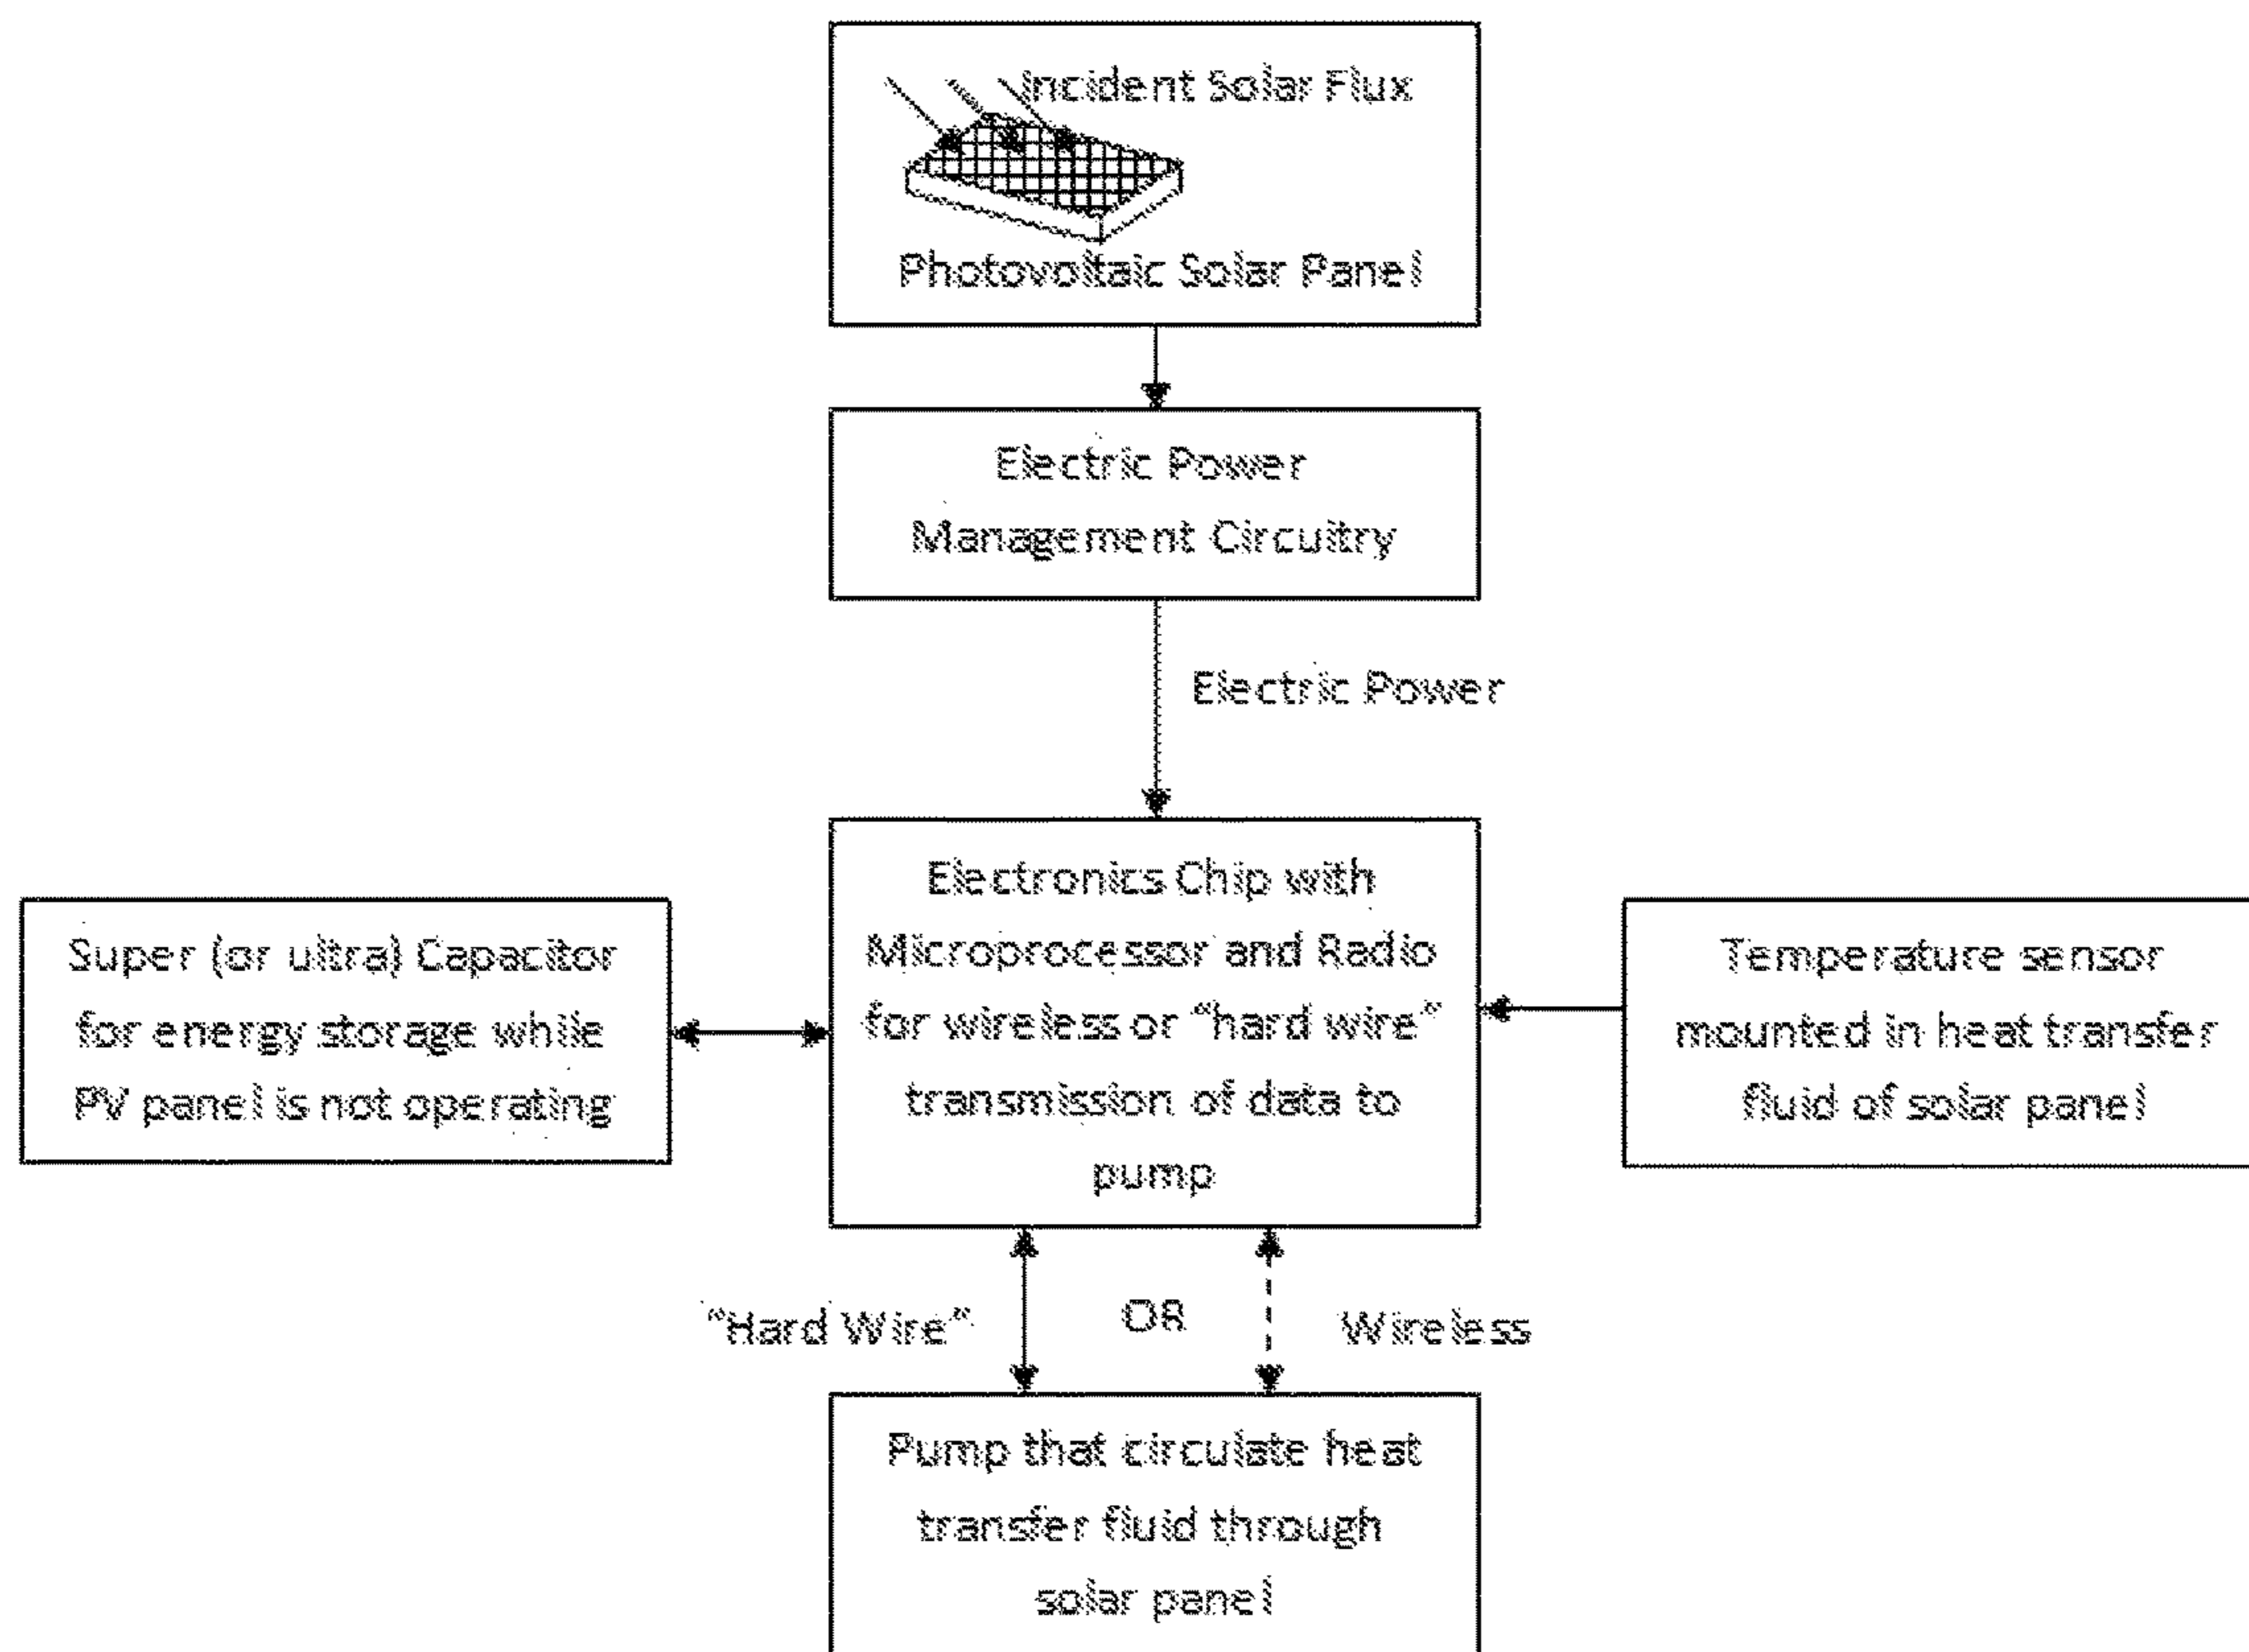 Incident Solar Flux
Photovoltaic Solar Panel
Electric Power
Management Circuitry
Electric Power
Electronics Chip with
Microprocessor and Radio
for wireless or “hard wire”
transmission of data to
pump
Super (or ultra) Capacitor
for energy storage while
PV panel is not operating
Temperature sensor
mounted in heat transfer
fluid of solar panel
“Hard Wire”
OR
Wireless
Pump that circulate heat
transfer fluid through
solar panel